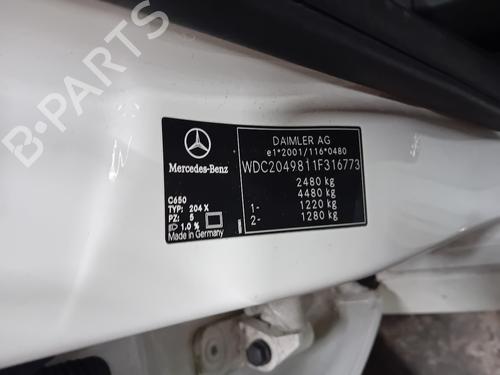 B-PARTS
Mercedes-Benz
C650
TYP: 204 X
PZ: 5
1.0 %
Made in Germany
DAIMLER AG
e1*2001/116*0480
WDC2049811F316773
2480 kg
4480 kg
1- 1220 kg
2- 1280 kg